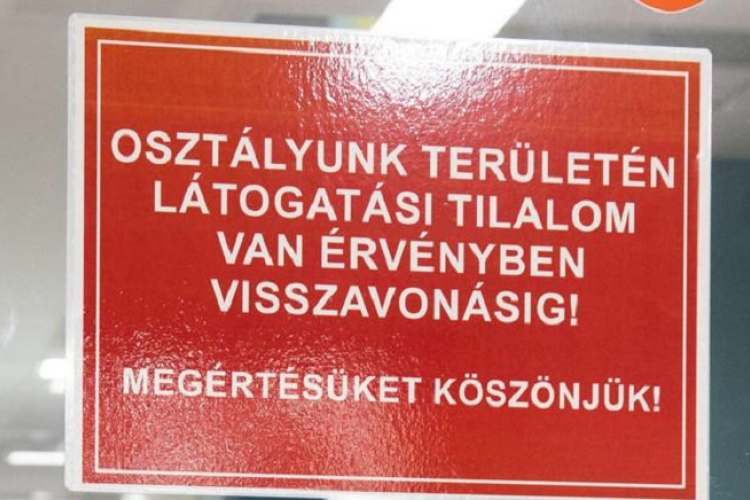 OSZTÁLYUNK TERÜLETÉN
LÁTOGATÁSI TILALOM
VAN ÉRVÉNYBEN
VISSZAVONÁSIG!
MEGÉRTÉSÜKET KÖSZÖNJÜK!